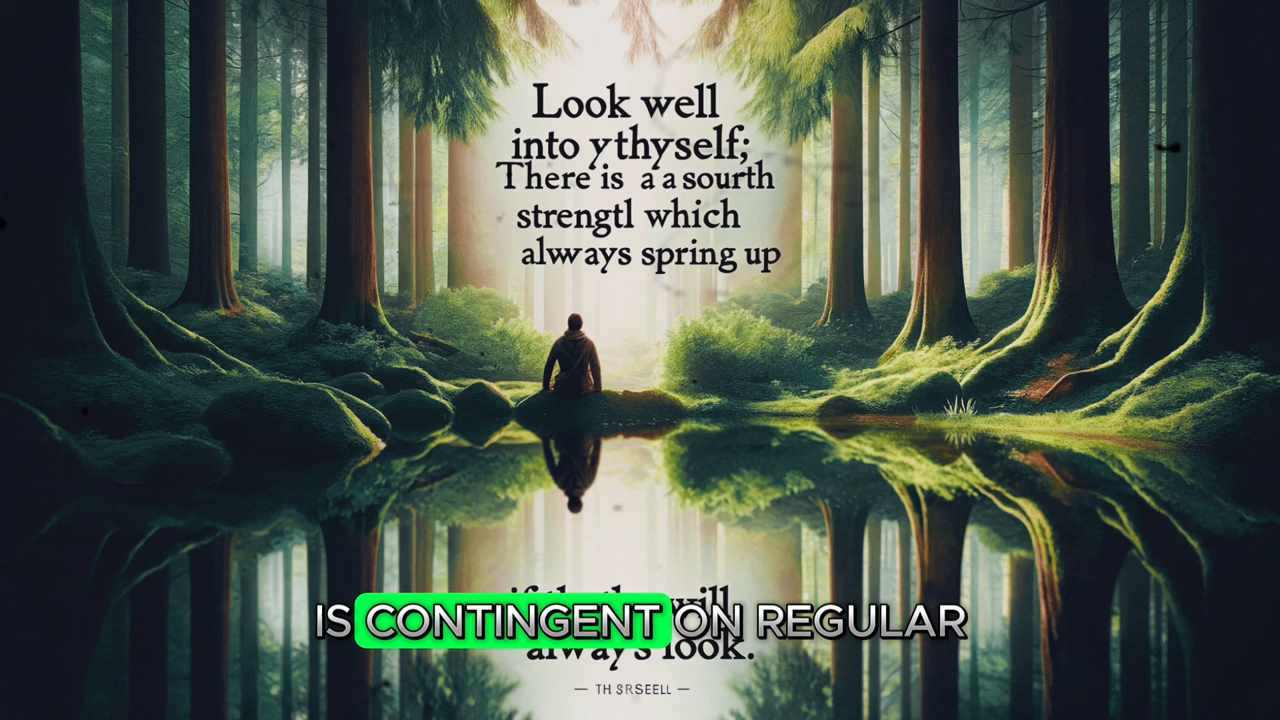 Look well
into ythyself;
There is a a sourth
strengtl which
always spring up
will
IS CONTINGENT ON REGULAR
always look.
— TH SRSEELL —